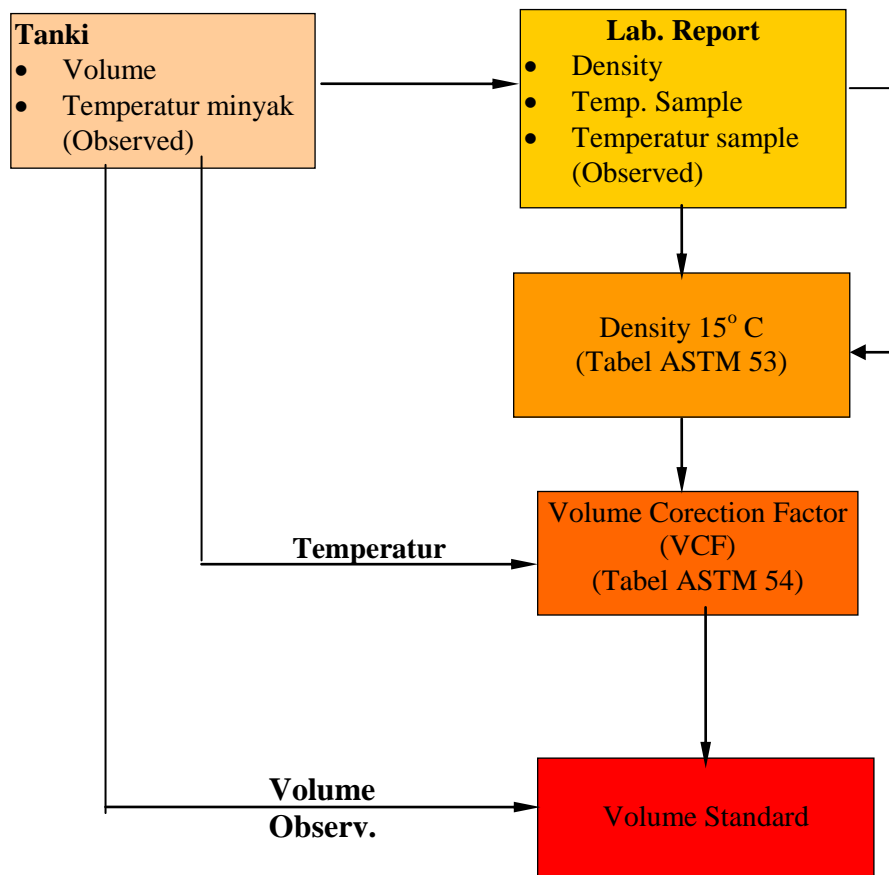 Tanki
• Volume
• Temperatur minyak
(Observed)
Lab. Report
• Density
• Temp. Sample
• Temperatur sample
(Observed)
Density 15° C
(Tabel ASTM 53)
Volume Corection Factor
(VCF)
(Tabel ASTM 54)
Temperatur
Volume
Observ.
Volume Standard